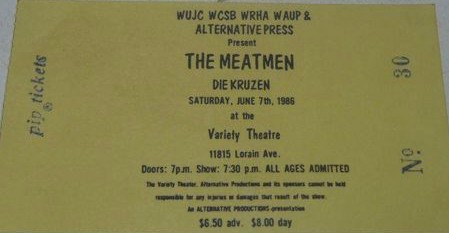 WUJC WCSB WRHA WAUP &
ALTERNATIVE PRESS
Present
THE MEATMEN
DIE KRUZEN
SATURDAY, JUNE 7th, 1986
at the
Variety Theatre
11815 Lorain Ave.
Doors: 7p.m. Show: 7:30 p.m. ALL AGES ADMITTED
The Variety Theater, Alternative Productions and its sponsors cannot be held
responsible for any injuries or damages that result of the show.
An ALTERNATIVE PRODUCTIONS presentation
$6.50 adv. $8.00 day
pip tickets ®
No. 30